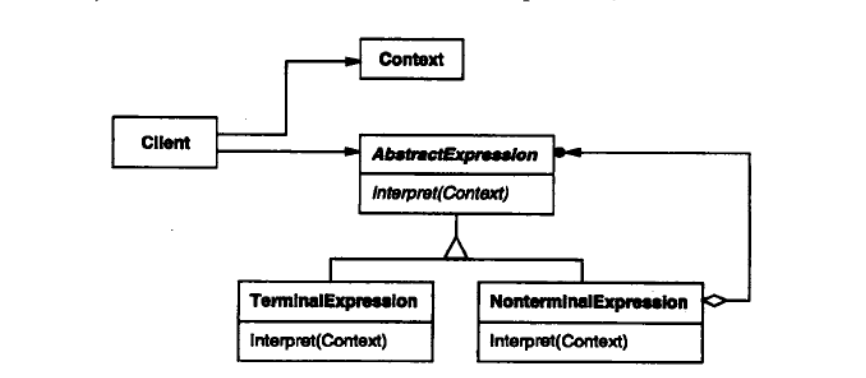 Context
Client
AbstractExpression
Interpret(Context)
TerminalExpression
NonterminalExpression
Interpret(Context)
Interpret(Context)